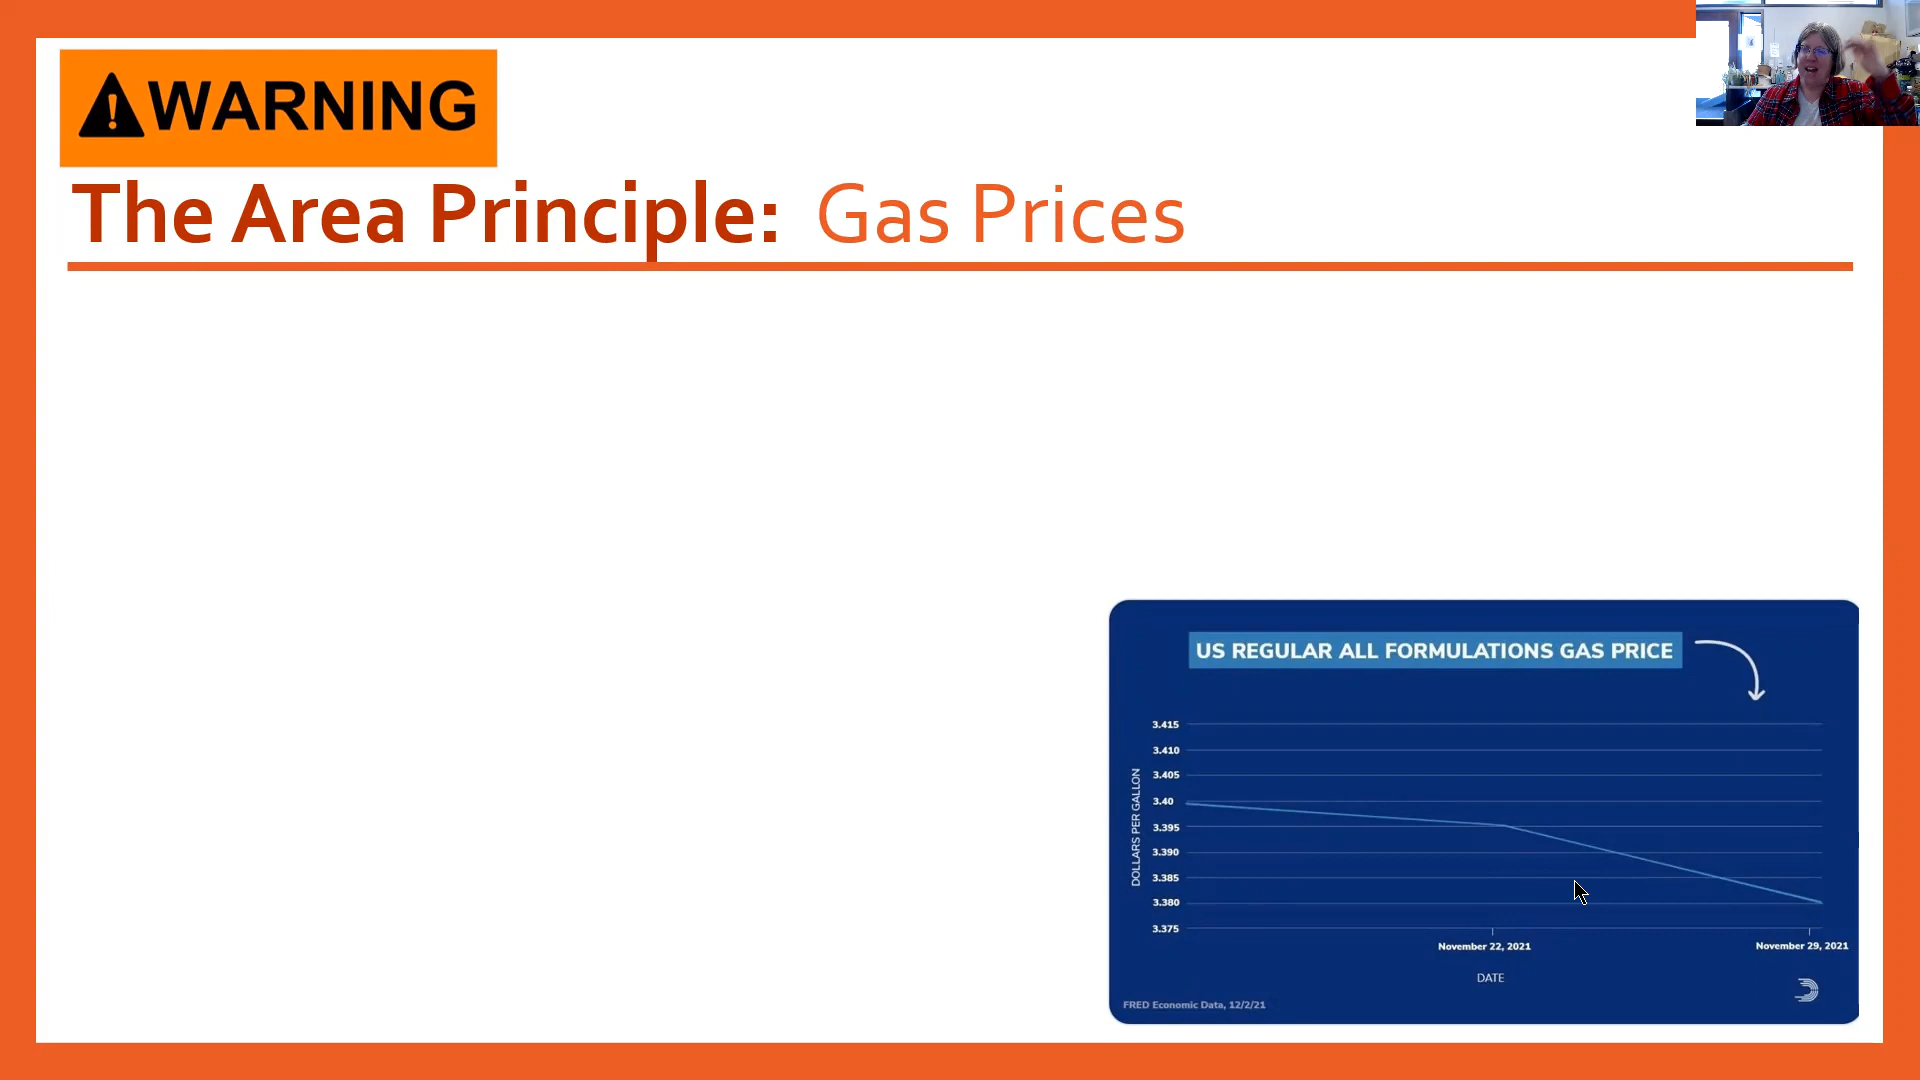 WARNING
The Area Principle: Gas Prices
US REGULAR ALL FORMULATIONS GAS PRICE
DOLLARS PER GALLON
3.415
3.410
3.405
3.40
3.395
3.390
3.385
3.380
3.375
November 22, 2021
November 29, 2021
DATE
FRED Economic Data, 12/2/21